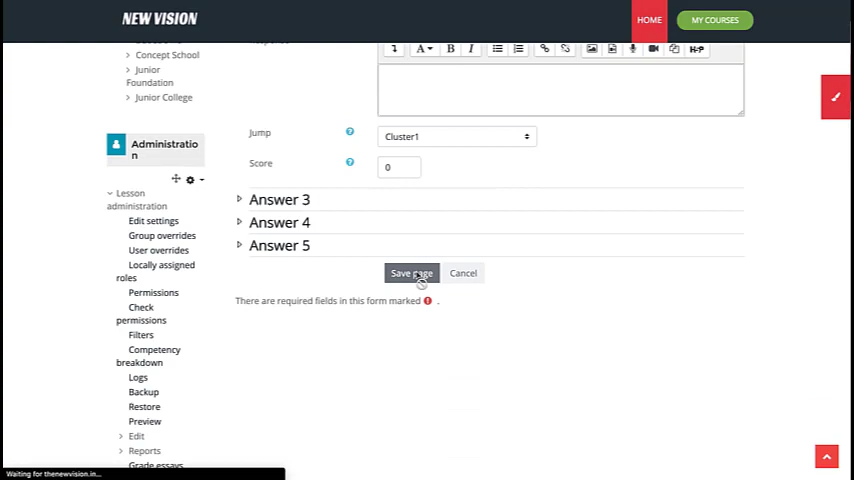 NEW VISION
HOME
MY COURSES
Concept School
Junior
Foundation
Junior College
A B I
H-P
Administratio
n
Jump
Cluster1
Score
0
Lesson
administration
Edit settings
Group overrides
User overrides
Locally assigned
roles
Permissions
Check
permissions
Filters
Competency
breakdown
Logs
Backup
Restore
Preview
Edit
Reports
Grade essays
Answer 3
Answer 4
Answer 5
Save page
Cancel
There are required fields in this form marked .
Waiting for thenewvision.in...